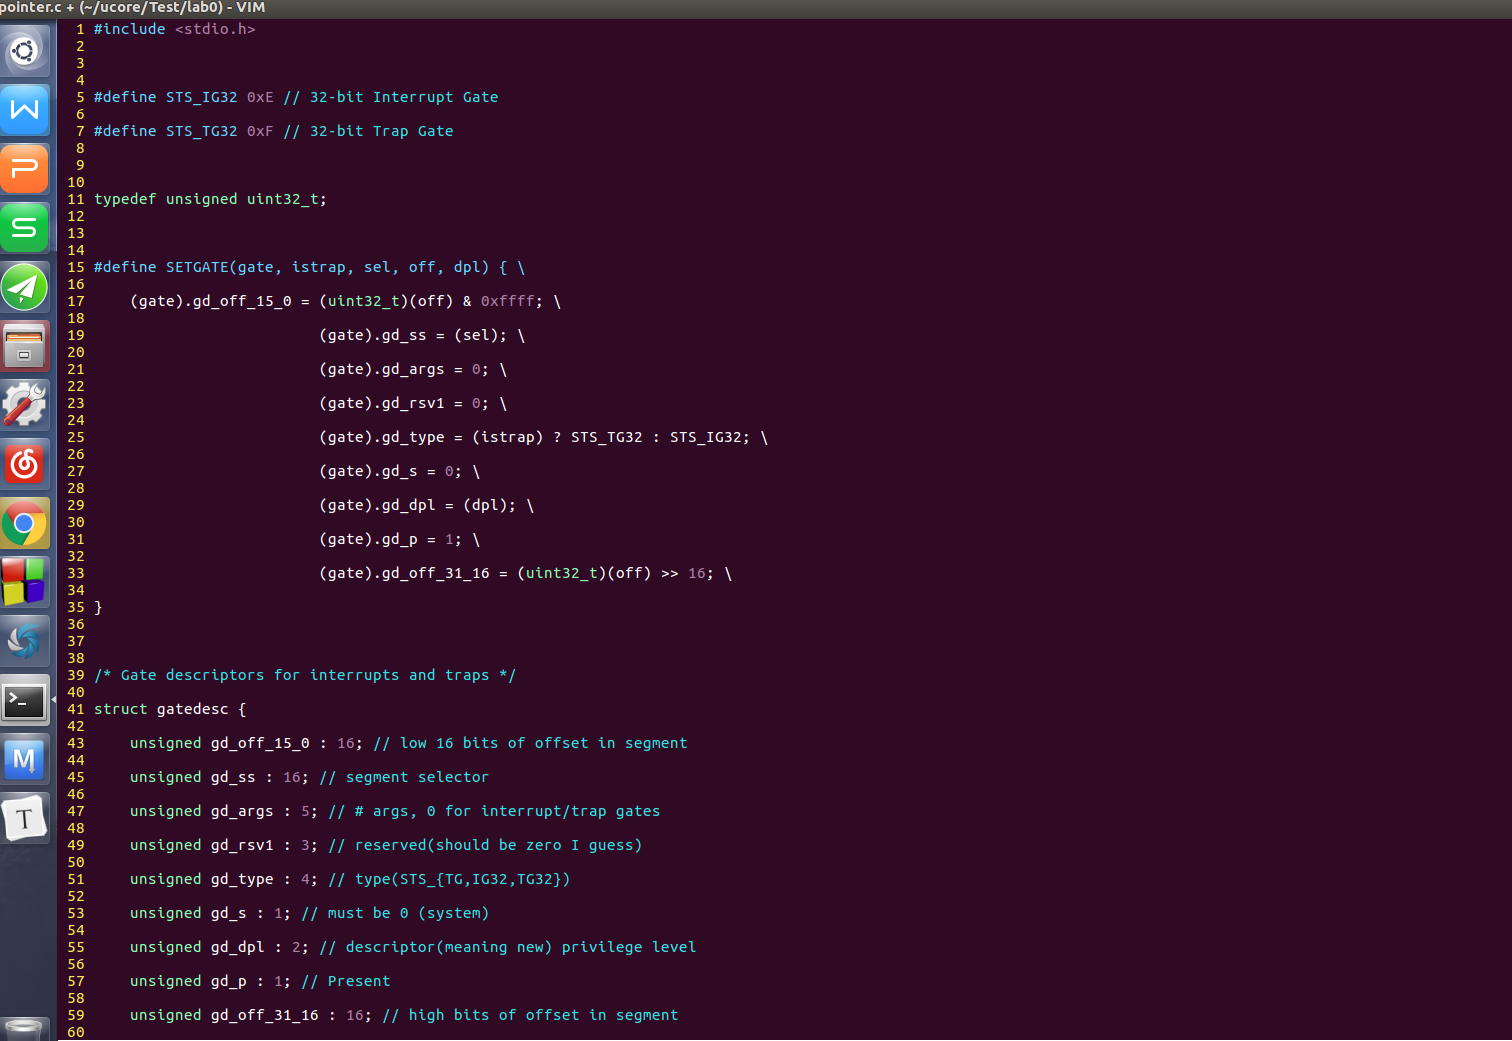 pointer.c + (~/ucore/Test/lab0) - VIM
1 #include <stdio.h>
2
3
4
5 #define STS_IG32 0xE // 32-bit Interrupt Gate
6
7 #define STS_TG32 0xF // 32-bit Trap Gate
8
9
10
11 typedef unsigned uint32_t;
12
13
14
15 #define SETGATE(gate, istrap, sel, off, dpl) { \
16
17     (gate).gd_off_15_0 = (uint32_t)(off) & 0xffff; \
18
19                          (gate).gd_ss = (sel); \
20
21                          (gate).gd_args = 0; \
22
23                          (gate).gd_rsv1 = 0; \
24
25                          (gate).gd_type = (istrap) ? STS_TG32 : STS_IG32; \
26
27                          (gate).gd_s = 0; \
28
29                          (gate).gd_dpl = (dpl); \
30
31                          (gate).gd_p = 1; \
32
33                          (gate).gd_off_31_16 = (uint32_t)(off) >> 16; \
34
35 }
36
37
38
39 /* Gate descriptors for interrupts and traps */
40
41 struct gatedesc {
42
43     unsigned gd_off_15_0 : 16; // low 16 bits of offset in segment
44
45     unsigned gd_ss : 16; // segment selector
46
47     unsigned gd_args : 5; // # args, 0 for interrupt/trap gates
48
49     unsigned gd_rsv1 : 3; // reserved(should be zero I guess)
50
51     unsigned gd_type : 4; // type(STS_{TG,IG32,TG32})
52
53     unsigned gd_s : 1; // must be 0 (system)
54
55     unsigned gd_dpl : 2; // descriptor(meaning new) privilege level
56
57     unsigned gd_p : 1; // Present
58
59     unsigned gd_off_31_16 : 16; // high bits of offset in segment
60